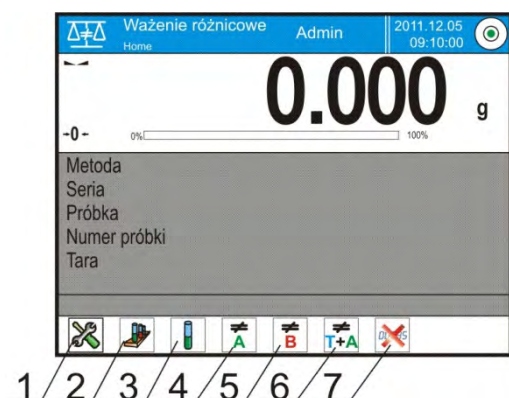 Ważenie różnicowe
Home
Admin
2011.12.05
09:10:00
0.000 g
→0←
0% 100%
Metoda
Seria
Próbka
Numer próbki
Tara
≠ ≠ ≠
A B T+A
1 2 3 4 5 6 7